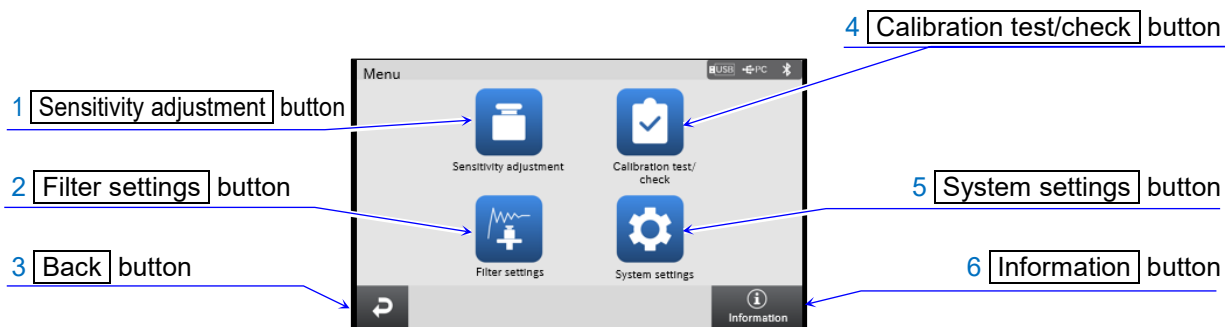 4 Calibration test/check button
1 Sensitivity adjustment button
2 Filter settings button
3 Back button
Menu
USB PC
Sensitivity adjustment
Calibration test/
check
Filter settings
System settings
Information
5 System settings button
6 Information button